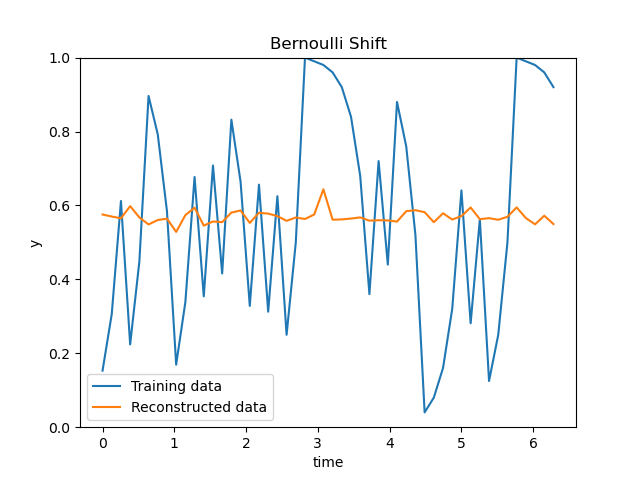 Bernoulli Shift
1.0
0.8
0.6
0.4
0.2
0.0
y
Training data
Reconstructed data
0 1 2 3 4 5 6
time